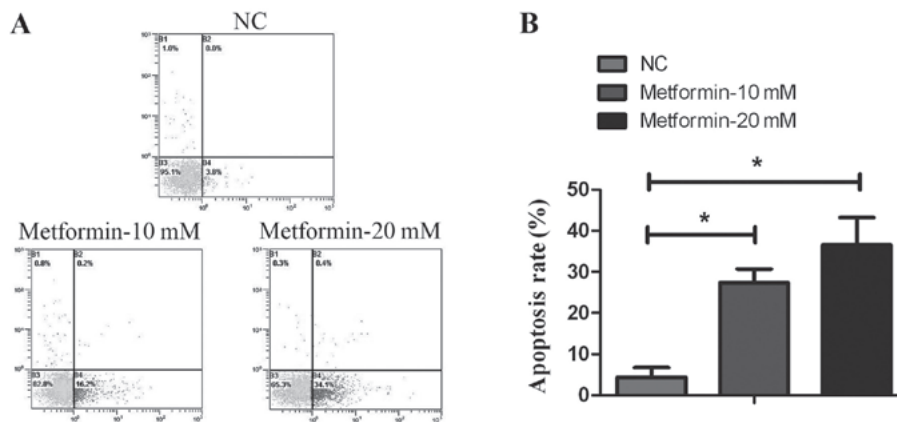 A
NC
B1
1.0%
B2
0.0%
B3
95.1%
B4
3.8%
Metformin-10 mM
B1
0.8%
B2
0.2%
B3
82.8%
B4
16.2%
Metformin-20 mM
B1
0.3%
B2
0.4%
B3
65.3%
B4
34.1%
B
NC
Metformin-10 mM
Metformin-20 mM
*
*
Apoptosis rate (%)
50
40
30
20
10
0